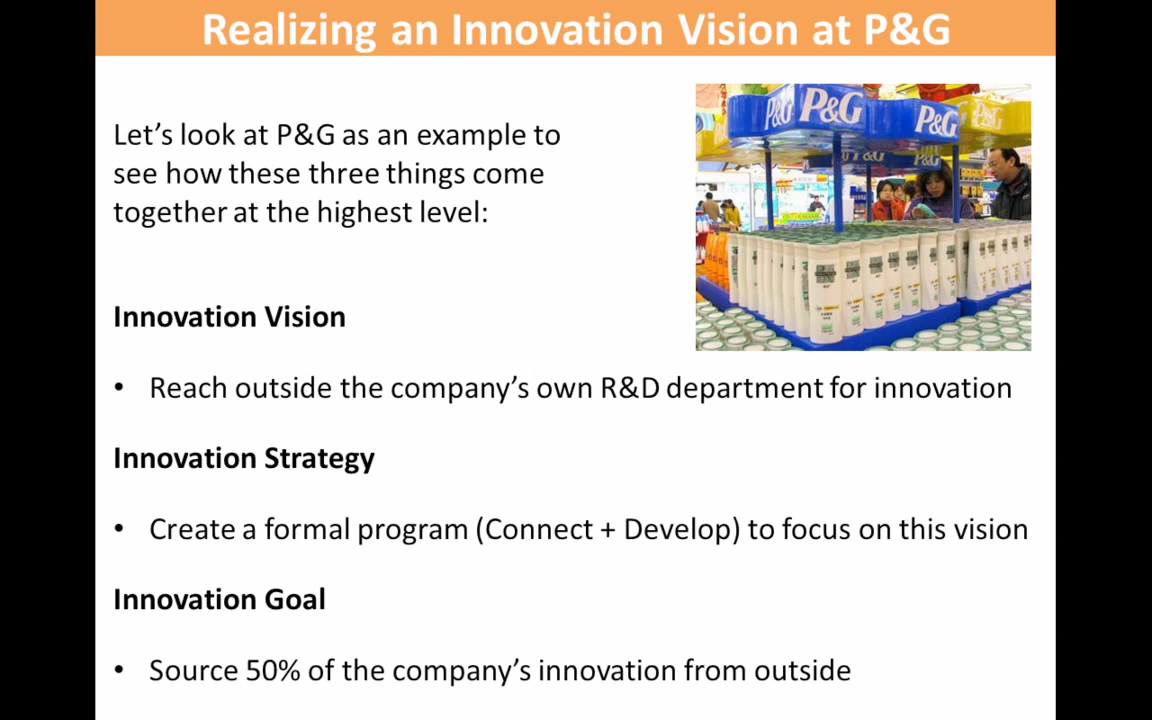 Realizing an Innovation Vision at P&G
P&G
P&G
P&G
P&G
P&G
P&G
Let’s look at P&G as an example to
see how these three things come
together at the highest level:
Innovation Vision
• Reach outside the company’s own R&D department for innovation
Innovation Strategy
• Create a formal program (Connect + Develop) to focus on this vision
Innovation Goal
• Source 50% of the company’s innovation from outside